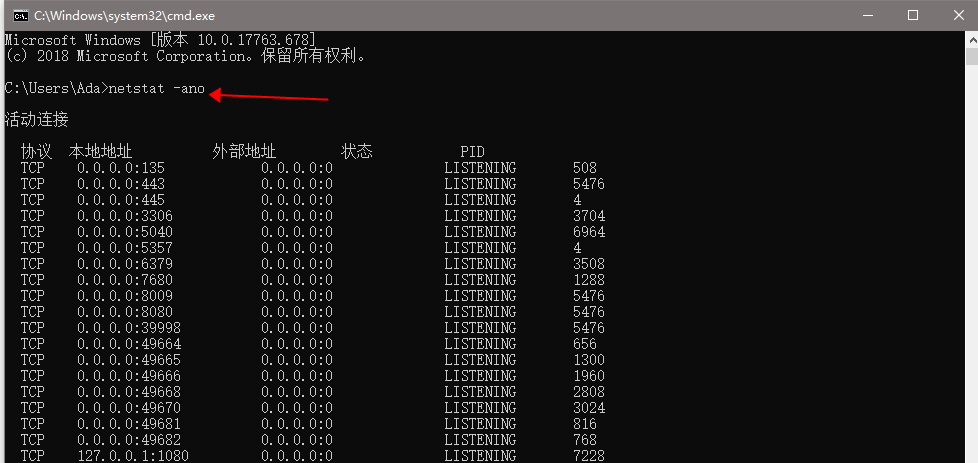 C:\Windows\system32\cmd.exe
Microsoft Windows [版本 10.0.17763.678]
(c) 2018 Microsoft Corporation。保留所有权利。
C:\Users\Ada>netstat -ano
活动连接
协议 本地地址 外部地址 状态 PID
TCP 0.0.0.0:135 0.0.0.0:0 LISTENING 508
TCP 0.0.0.0:443 0.0.0.0:0 LISTENING 5476
TCP 0.0.0.0:445 0.0.0.0:0 LISTENING 4
TCP 0.0.0.0:3306 0.0.0.0:0 LISTENING 3704
TCP 0.0.0.0:5040 0.0.0.0:0 LISTENING 6964
TCP 0.0.0.0:5357 0.0.0.0:0 LISTENING 4
TCP 0.0.0.0:6379 0.0.0.0:0 LISTENING 3508
TCP 0.0.0.0:7680 0.0.0.0:0 LISTENING 1288
TCP 0.0.0.0:8009 0.0.0.0:0 LISTENING 5476
TCP 0.0.0.0:8080 0.0.0.0:0 LISTENING 5476
TCP 0.0.0.0:39998 0.0.0.0:0 LISTENING 5476
TCP 0.0.0.0:49664 0.0.0.0:0 LISTENING 656
TCP 0.0.0.0:49665 0.0.0.0:0 LISTENING 1300
TCP 0.0.0.0:49666 0.0.0.0:0 LISTENING 1960
TCP 0.0.0.0:49668 0.0.0.0:0 LISTENING 2808
TCP 0.0.0.0:49670 0.0.0.0:0 LISTENING 3024
TCP 0.0.0.0:49681 0.0.0.0:0 LISTENING 816
TCP 0.0.0.0:49682 0.0.0.0:0 LISTENING 768
TCP 127.0.0.1:1080 0.0.0.0:0 LISTENING 7228